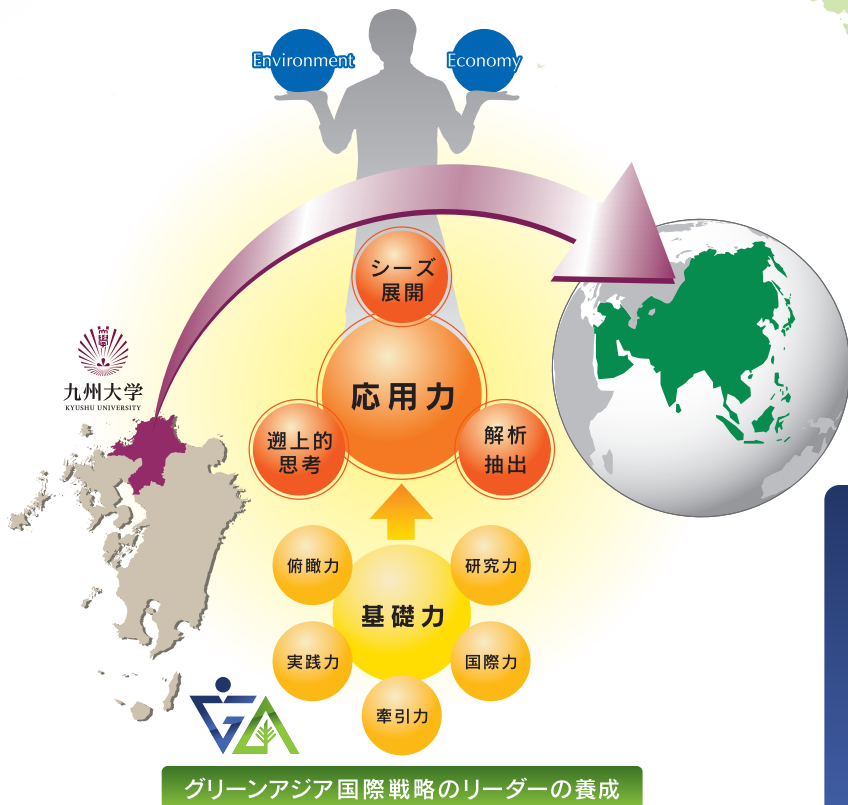 Environment
Economy
シーズ
展開
九州大学
KYUSHU UNIVERSITY
応用力
遡上的
思考
解析
抽出
俯瞰力
研究力
基礎力
実践力
国際力
牽引力
グリーンアジア国際戦略のリーダーの養成